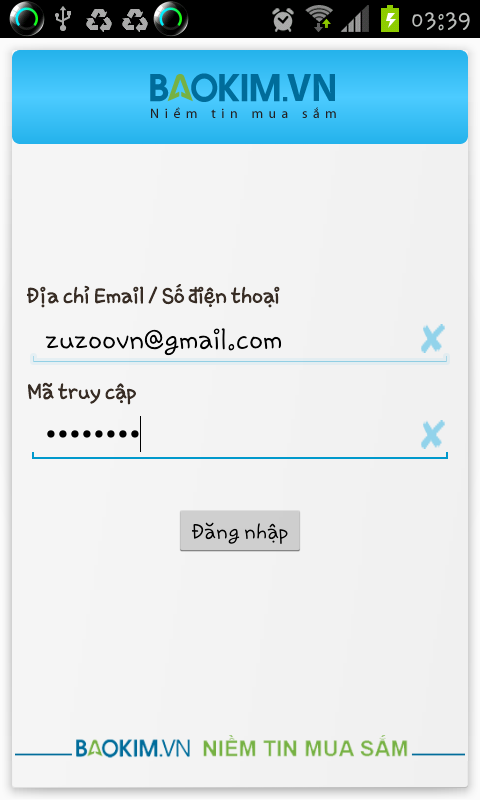 03:39
BAOKIM.VN
Niềm tin mua sắm
Địa chỉ Email / Số điện thoại
zuzoovn@gmail.com
Mã truy cập
••••••••
Đăng nhập
BAOKIM.VN NIỀM TIN MUA SẮM